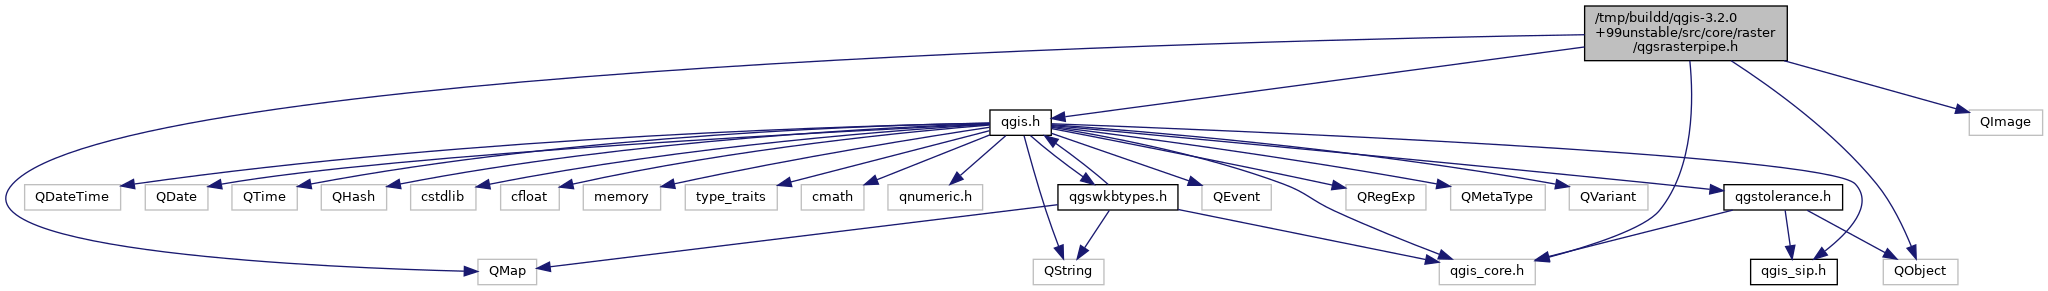 /tmp/buildd/qgis-3.2.0
+99unstable/src/core/raster
/qgsrasterpipe.h
qgis.h
QImage
QDateTime
QDate
QTime
QHash
cstdlib
cfloat
memory
type_traits
cmath
qnumeric.h
qgswkbtypes.h
QEvent
QRegExp
QMetaType
QVariant
qgstolerance.h
QMap
QString
qgis_core.h
qgis_sip.h
QObject